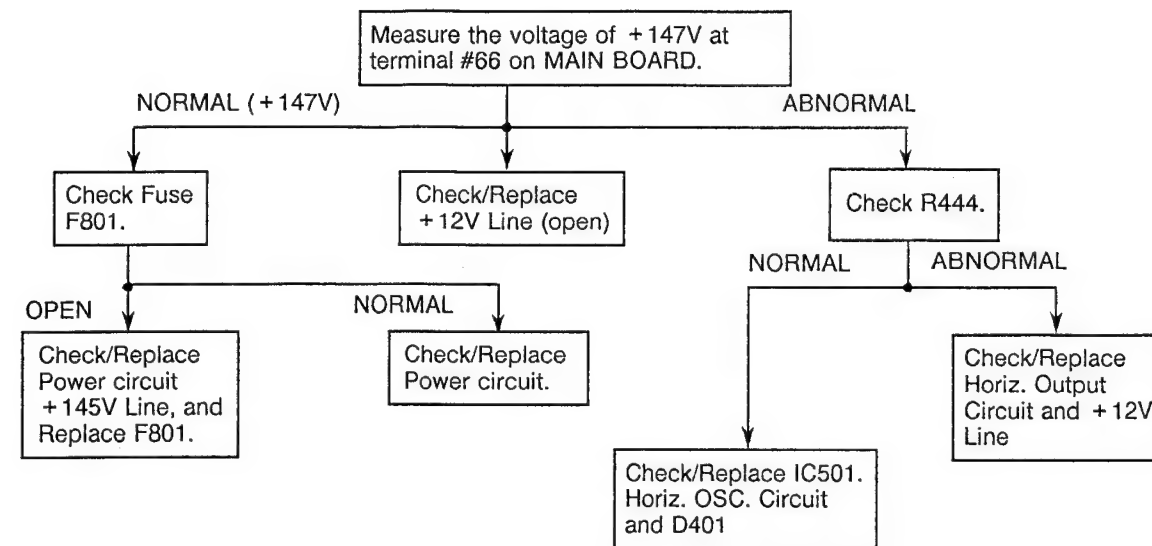 Measure the voltage of +147V at
terminal #66 on MAIN BOARD.
NORMAL (+147V)
ABNORMAL
Check Fuse
F801.
Check/Replace
+12V Line (open)
Check R444.
OPEN
NORMAL
NORMAL
ABNORMAL
Check/Replace
Power circuit
+145V Line, and
Replace F801.
Check/Replace
Power circuit.
Check/Replace
Horiz. Output
Circuit and +12V
Line
Check/Replace IC501.
Horiz. OSC. Circuit
and D401